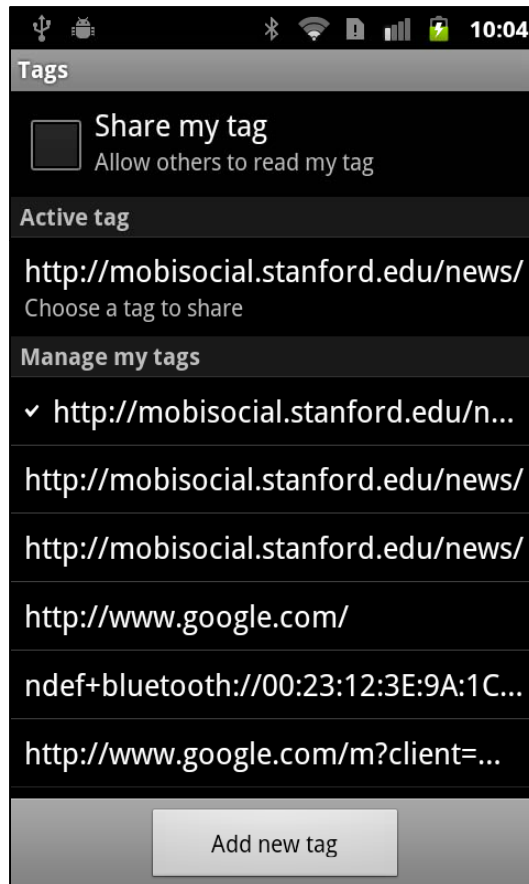 10:04
Tags
Share my tag
Allow others to read my tag
Active tag
http://mobisocial.stanford.edu/news/
Choose a tag to share
Manage my tags
http://mobisocial.stanford.edu/n...
http://mobisocial.stanford.edu/news/
http://mobisocial.stanford.edu/news/
http://www.google.com/
ndef+bluetooth://00:23:12:3E:9A:1C...
http://www.google.com/m?client=...
Add new tag